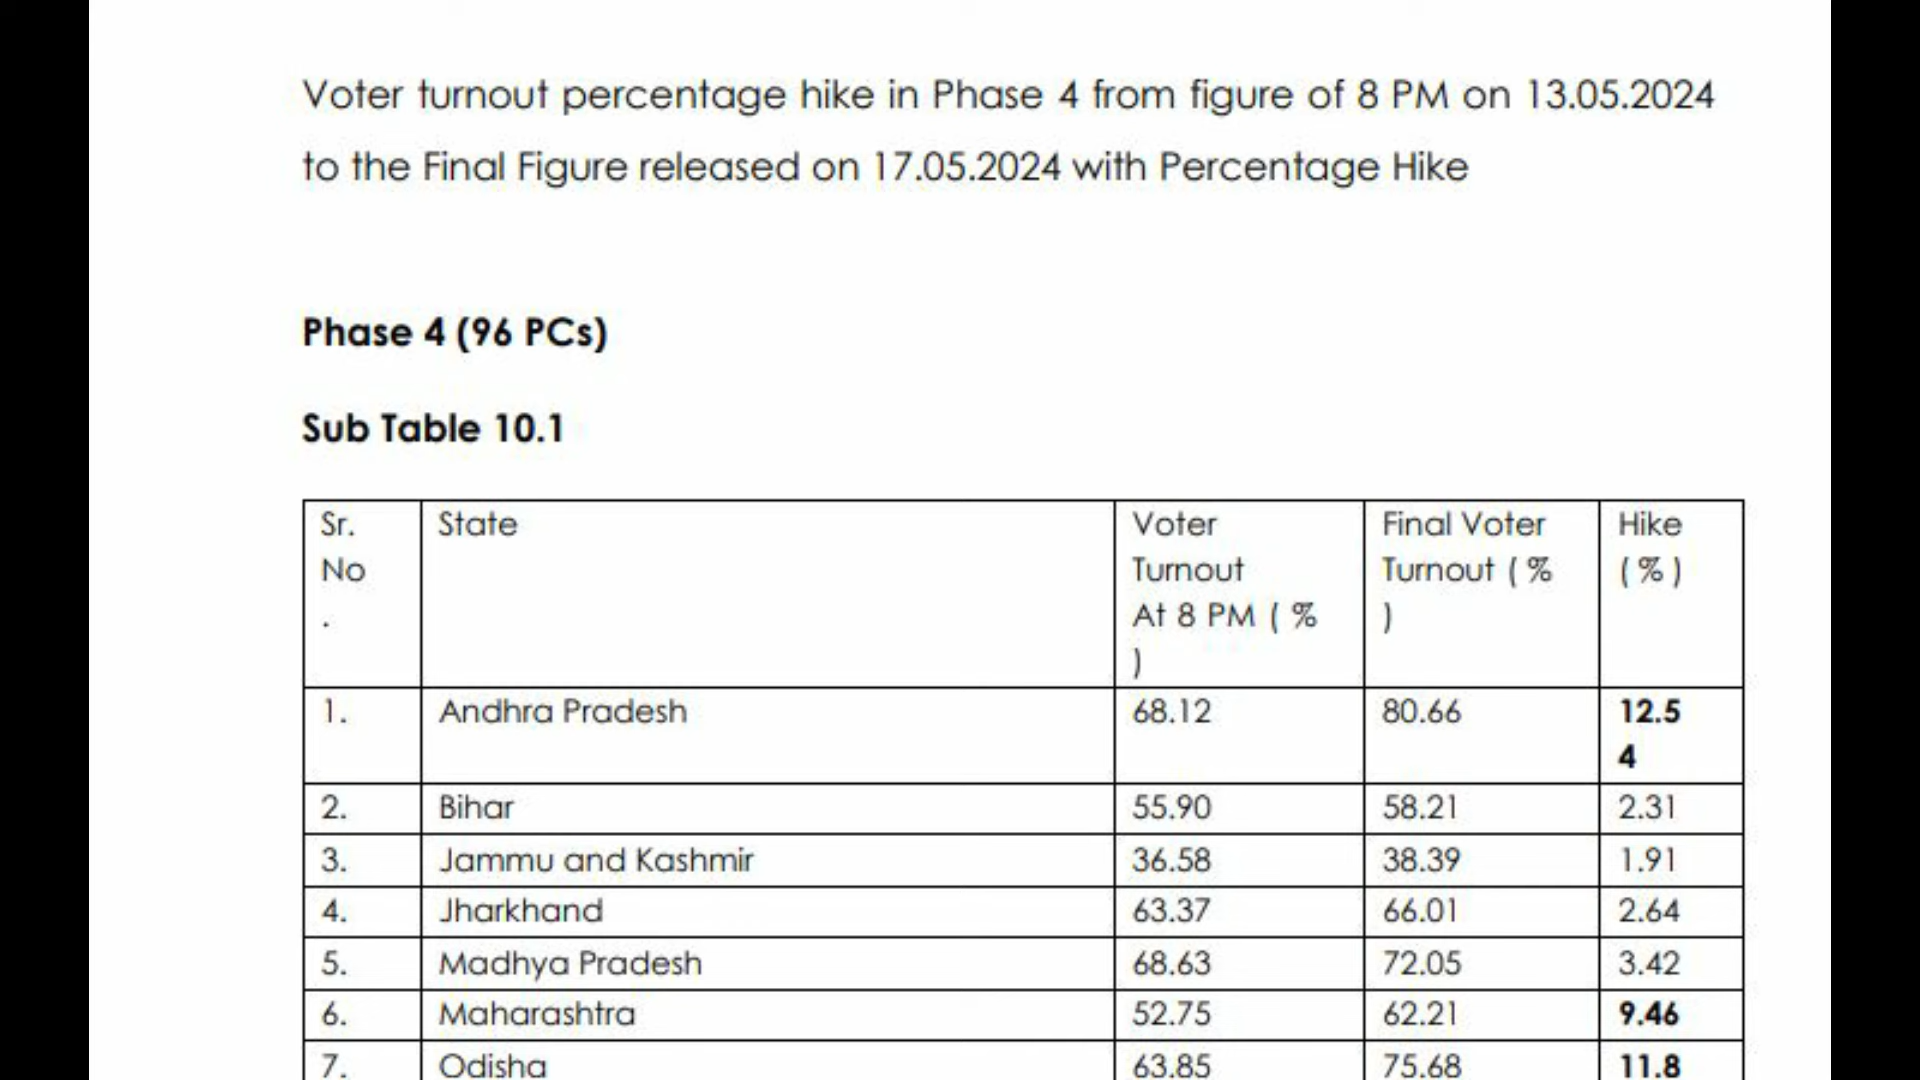 Voter turnout percentage hike in Phase 4 from figure of 8 PM on 13.05.2024
to the Final Figure released on 17.05.2024 with Percentage Hike
Phase 4 (96 PCs)
Sub Table 10.1
Sr. No . State Voter Turnout At 8 PM ( % ) Final Voter Turnout ( % ) Hike ( % )
1. Andhra Pradesh 68.12 80.66 12.54
2. Bihar 55.90 58.21 2.31
3. Jammu and Kashmir 36.58 38.39 1.91
4. Jharkhand 63.37 66.01 2.64
5. Madhya Pradesh 68.63 72.05 3.42
6. Maharashtra 52.75 62.21 9.46
7. Odisha 63.85 75.68 11.8